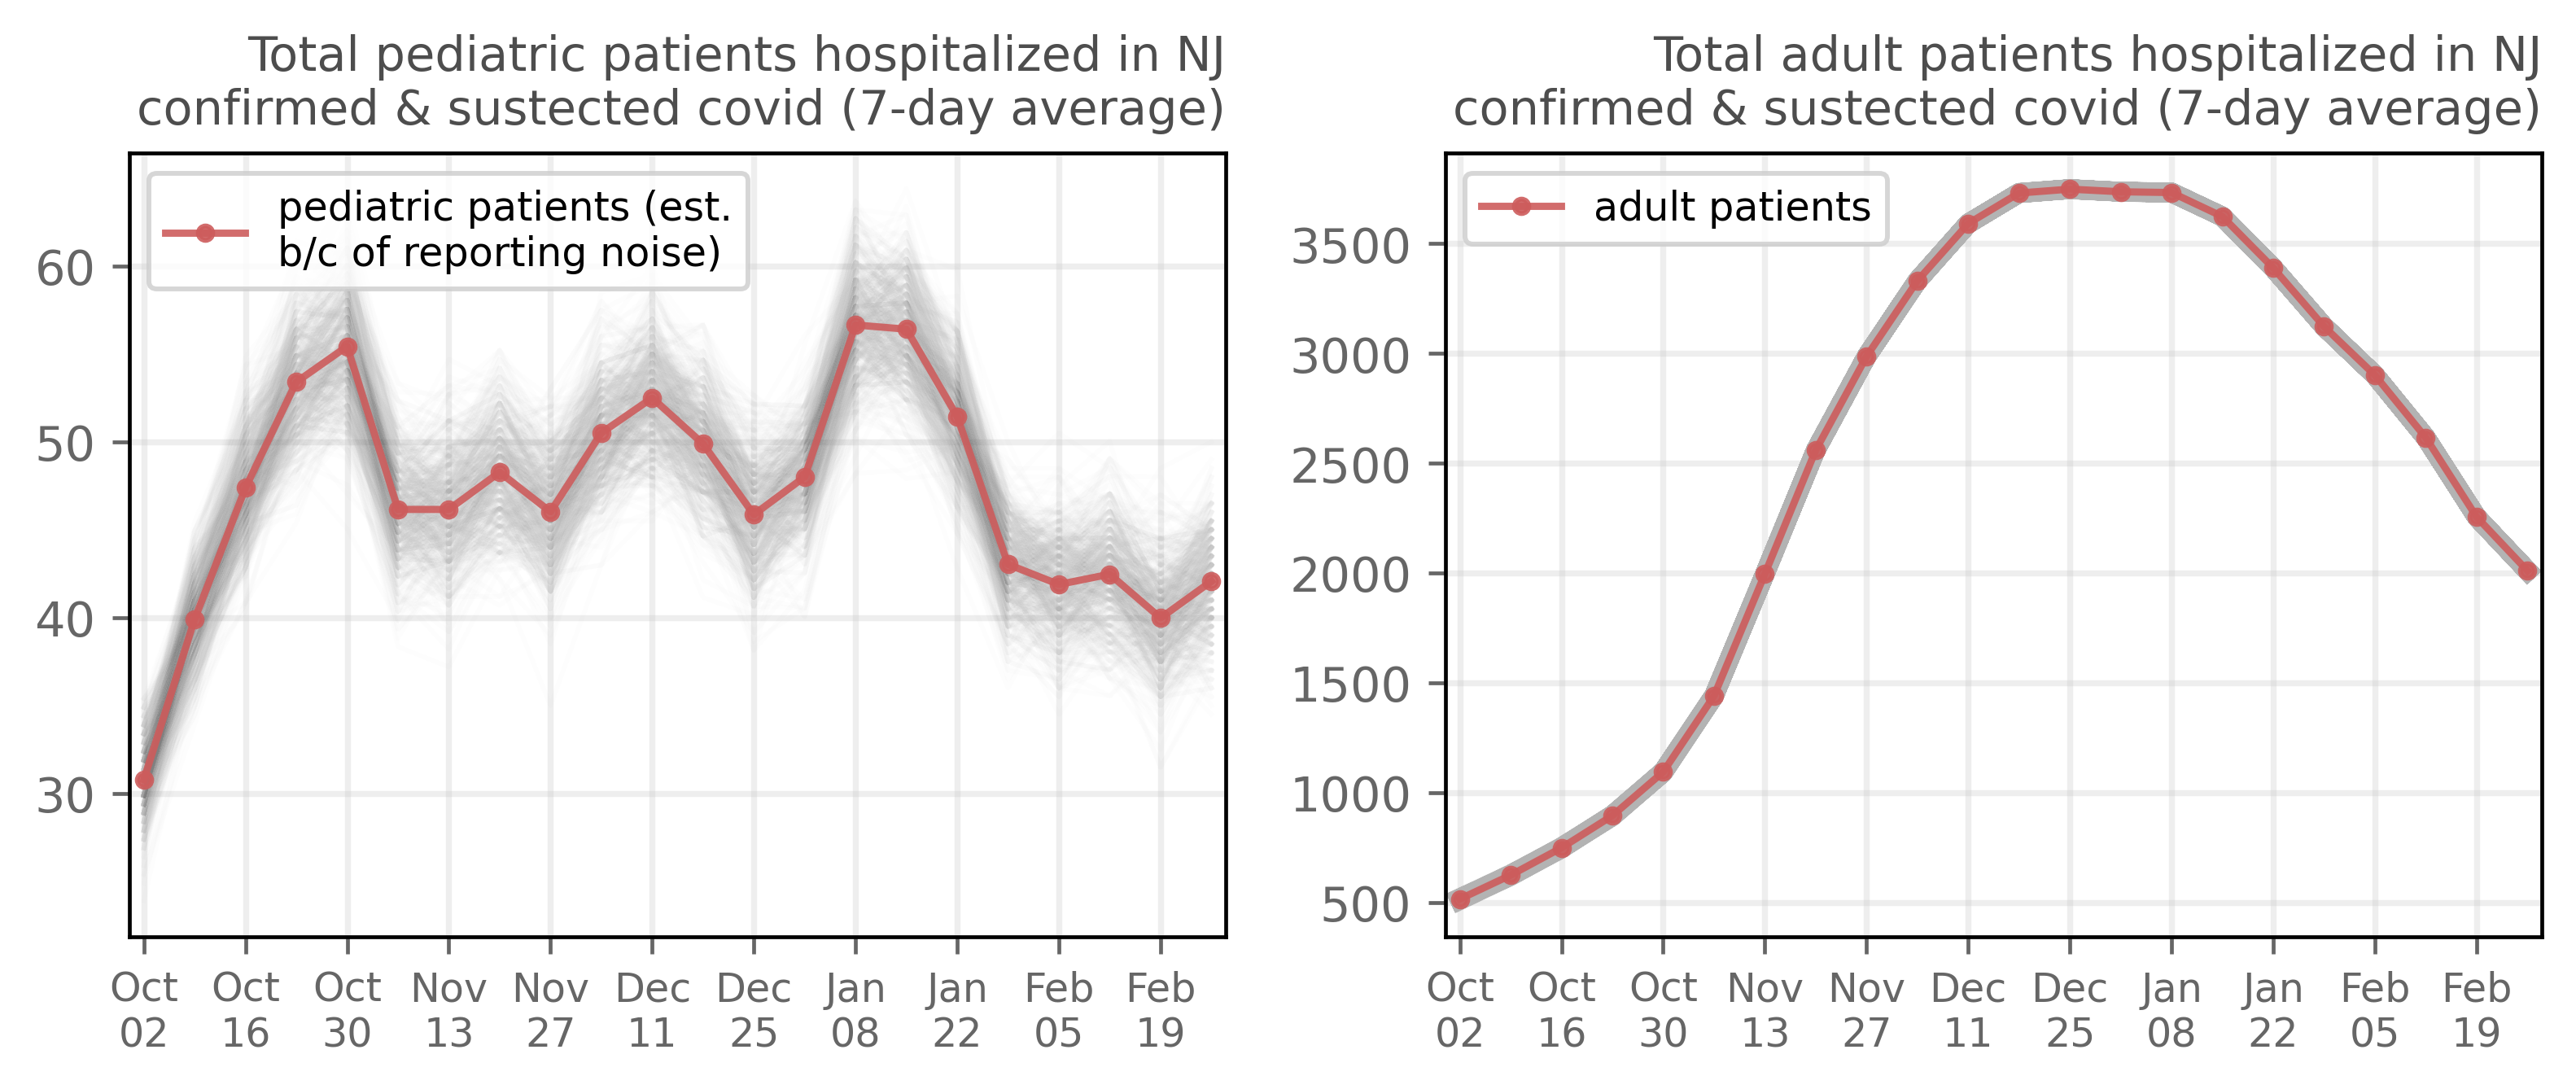 Total pediatric patients hospitalized in NJ
confirmed & sustected covid (7-day average)
pediatric patients (est.
b/c of reporting noise)
60
50
40
30
Oct Oct Oct Nov Nov Dec Dec Jan Jan Feb Feb
02 16 30 13 27 11 25 08 22 05 19
Total adult patients hospitalized in NJ
confirmed & sustected covid (7-day average)
adult patients
3500
3000
2500
2000
1500
1000
500
Oct Oct Oct Nov Nov Dec Dec Jan Jan Feb Feb
02 16 30 13 27 11 25 08 22 05 19